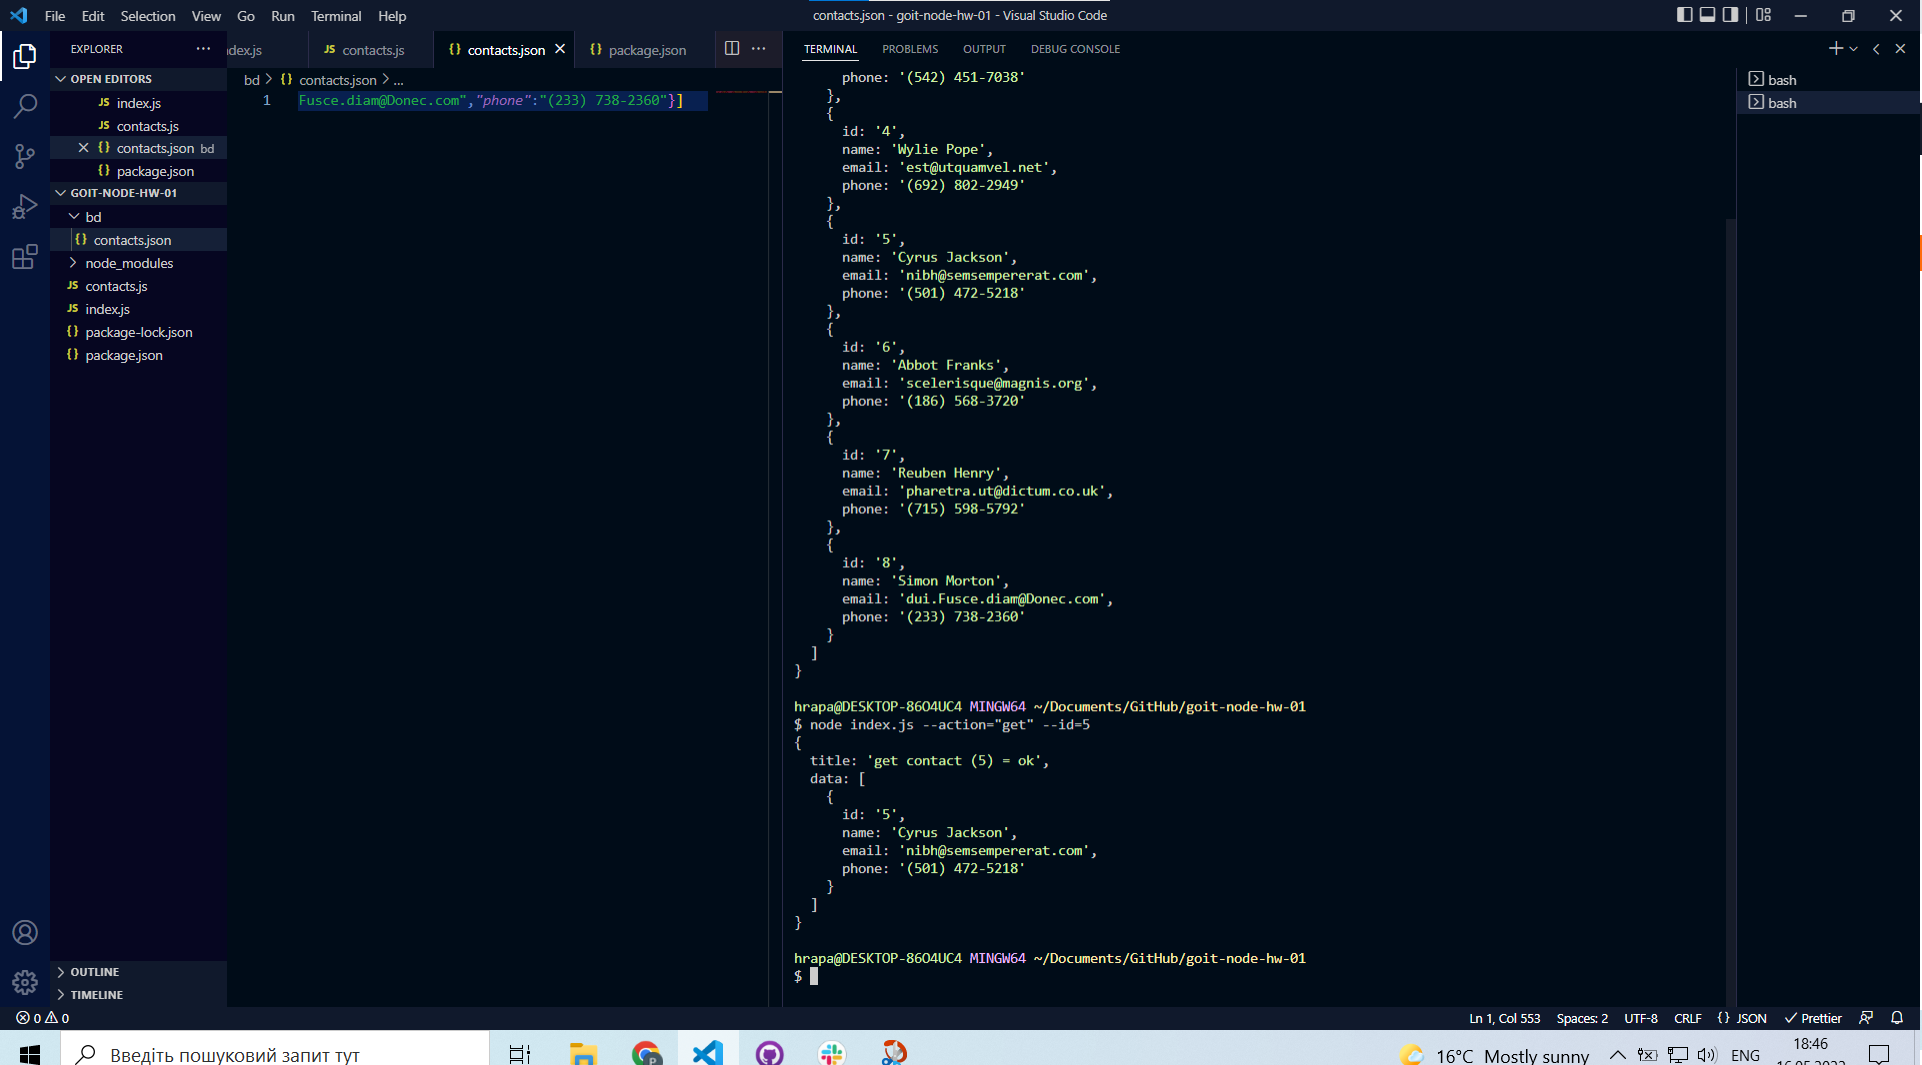 File Edit Selection View Go Run Terminal Help
contacts.json - goit-node-hw-01 - Visual Studio Code
EXPLORER
OPEN EDITORS
JS index.js
JS contacts.js
{} contacts.json bd
{} package.json
GOIT-NODE-HW-01
bd
{} contacts.json
node_modules
JS contacts.js
JS index.js
{} package-lock.json
{} package.json
OUTLINE
TIMELINE
dex.js JS contacts.js {} contacts.json {} package.json
bd > {} contacts.json > ...
1 Fusce.diam@Donec.com","phone":"(233) 738-2360"}]
TERMINAL PROBLEMS OUTPUT DEBUG CONSOLE
phone: '(542) 451-7038'
},
{
id: '4',
name: 'Wylie Pope',
email: 'est@utquamvel.net',
phone: '(692) 802-2949'
},
{
id: '5',
name: 'Cyrus Jackson',
email: 'nibh@semsempererat.com',
phone: '(501) 472-5218'
},
{
id: '6',
name: 'Abbot Franks',
email: 'scelerisque@magnis.org',
phone: '(186) 568-3720'
},
{
id: '7',
name: 'Reuben Henry',
email: 'pharetra.ut@dictum.co.uk',
phone: '(715) 598-5792'
},
{
id: '8',
name: 'Simon Morton',
email: 'dui.Fusce.diam@Donec.com',
phone: '(233) 738-2360'
}
]
}
hrapa@DESKTOP-86O4UC4 MINGW64 ~/Documents/GitHub/goit-node-hw-01
$ node index.js --action="get" --id=5
{
title: 'get contact (5) = ok',
data: [
{
id: '5',
name: 'Cyrus Jackson',
email: 'nibh@semsempererat.com',
phone: '(501) 472-5218'
}
]
}
hrapa@DESKTOP-86O4UC4 MINGW64 ~/Documents/GitHub/goit-node-hw-01
$
bash
bash
0 0
Ln 1, Col 553 Spaces: 2 UTF-8 CRLF {} JSON Prettier
Введіть пошуковий запит тут
16°C Mostly sunny ENG
18:46